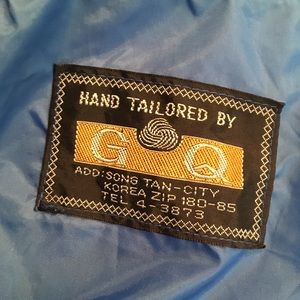 HAND TAILORED BY
G Q
ADD:SONG TAN-CITY
KOREA ZIP 180-85
TEL 4-3873